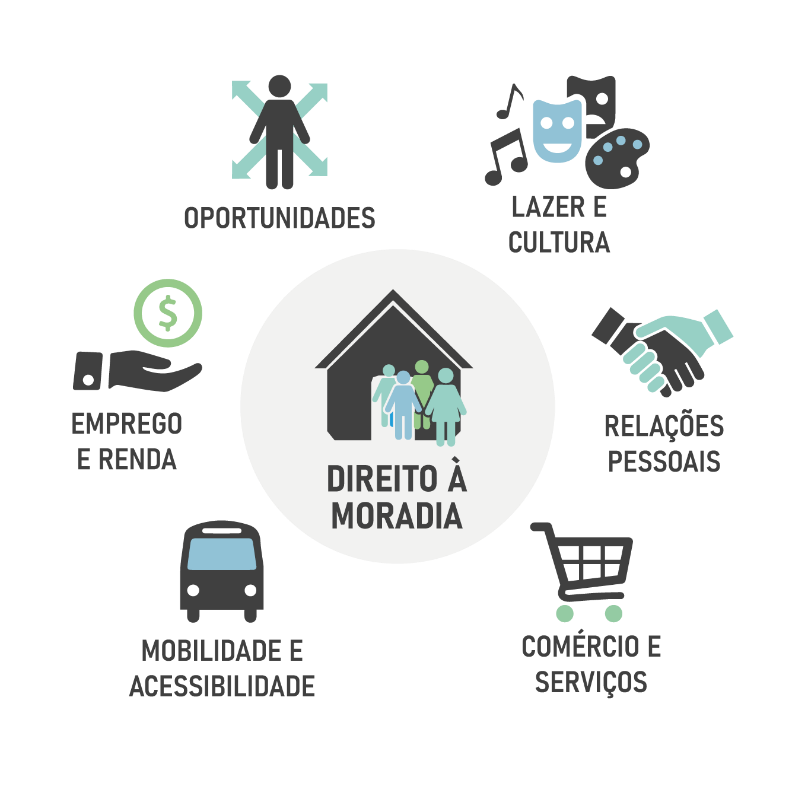 OPORTUNIDADES
LAZER E
CULTURA
$
EMPREGO
E RENDA
RELAÇÕES
PESSOAIS
DIREITO À
MORADIA
MOBILIDADE E
ACESSIBILIDADE
COMÉRCIO E
SERVIÇOS